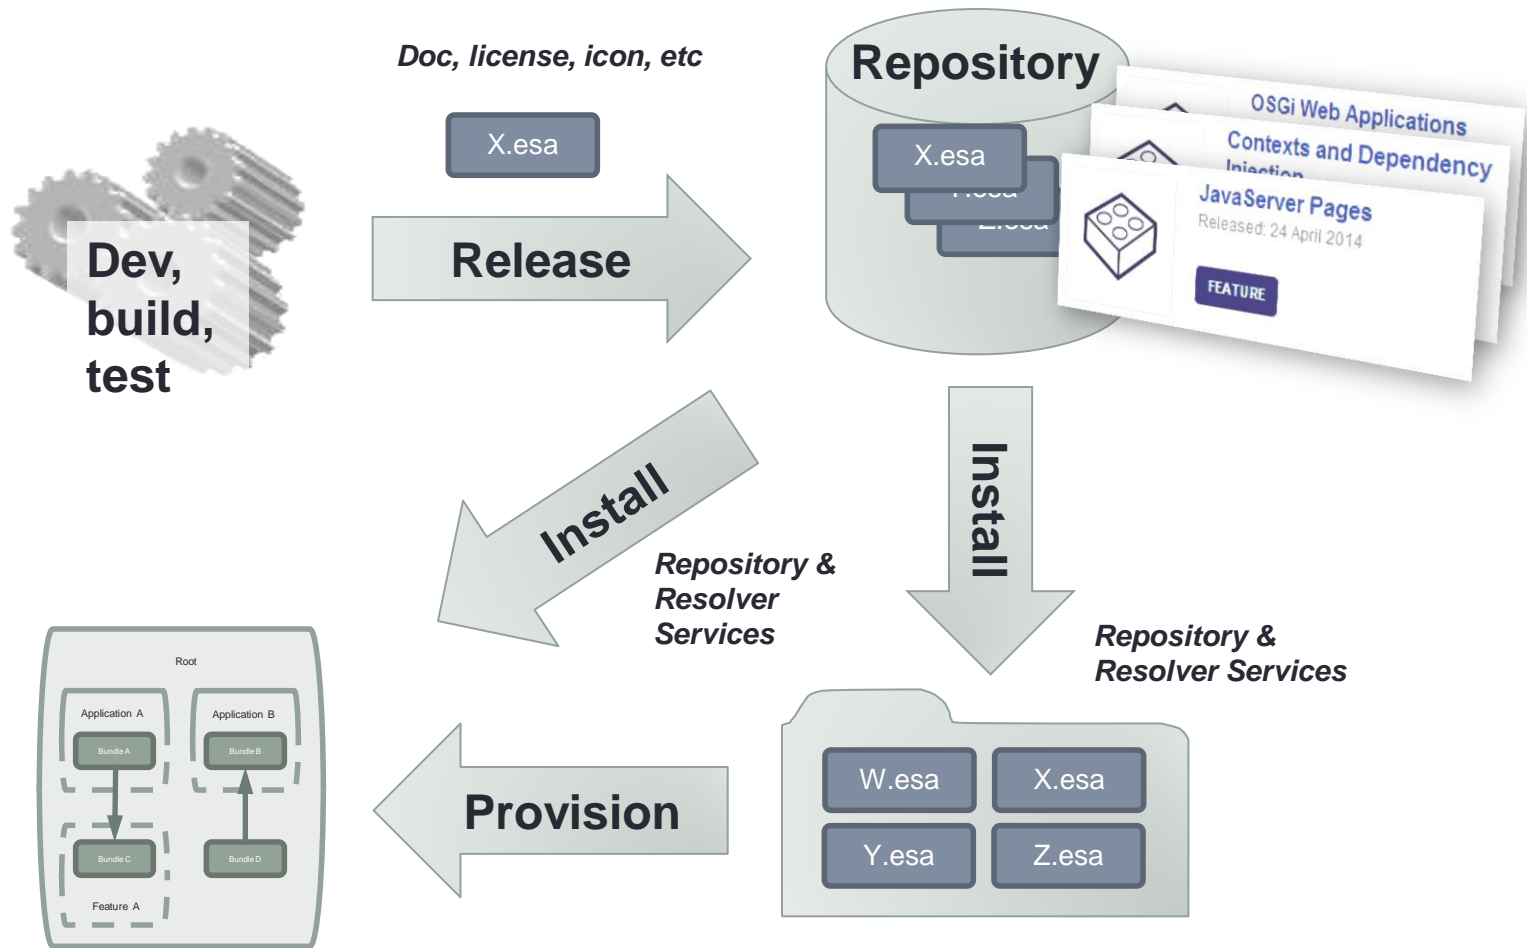 Doc, license, icon, etc
Repository
X.esa
X.esa
Z.esa
OSGi Web Applications
Contexts and Dependency
Injection
JavaServer Pages
Released: 24 April 2014
FEATURE
Dev,
build,
test
Release
Install
Install
Repository &
Resolver
Services
Repository &
Resolver Services
Root
Application A
Application B
Bundle A
Bundle B
Bundle C
Bundle D
Feature A
Provision
W.esa
X.esa
Y.esa
Z.esa